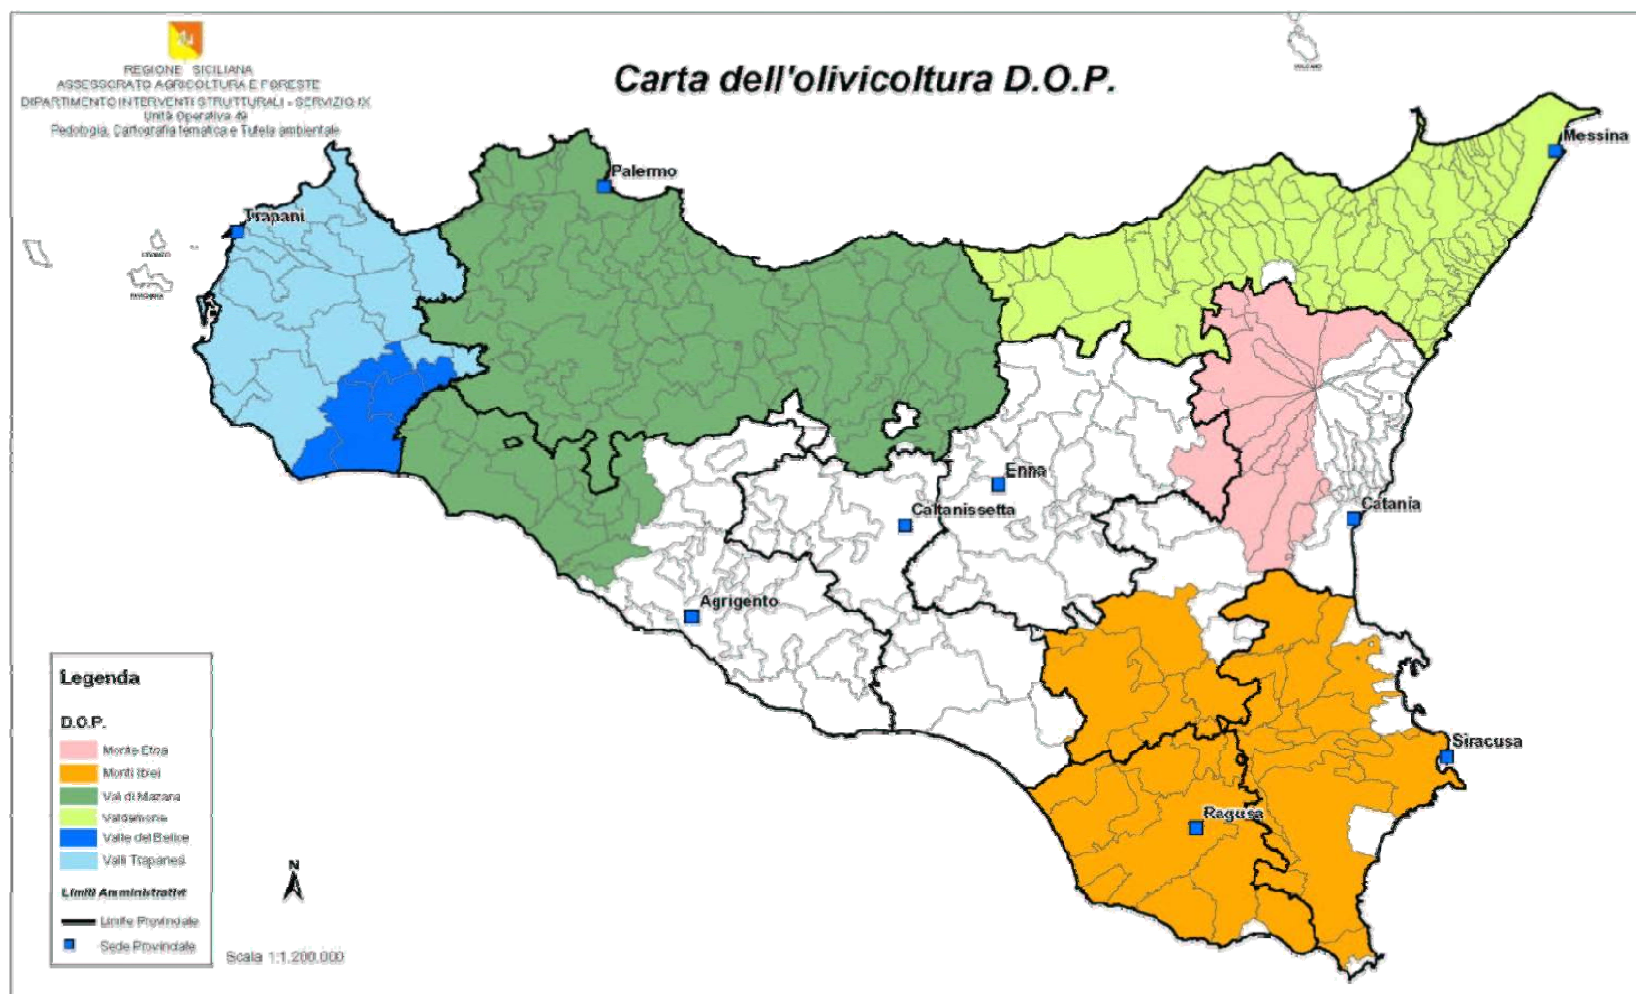 REGIONE SICILIANA
ASSESSORATO AGRICOLTURA E FORESTE
DIPARTIMENTO INTERVENTI STRUTTURALI - SERVIZIO IX
Unità Operativa 49
Pedologia, Cartografia tematica e Tutela ambientale
Carta dell'olivicoltura D.O.P.
Messina
Palermo
Trapani
Enna
Caltanissetta
Catania
Agrigento
Siracusa
Ragusa
Legenda
D.O.P.
Monte Etna
Monti Iblei
Val di Mazara
Valdemone
Valle del Belice
Valli Trapanesi
Limiti Amministrativi
Limite Provinciale
Sede Provinciale
N
Scala 1:1.200.000